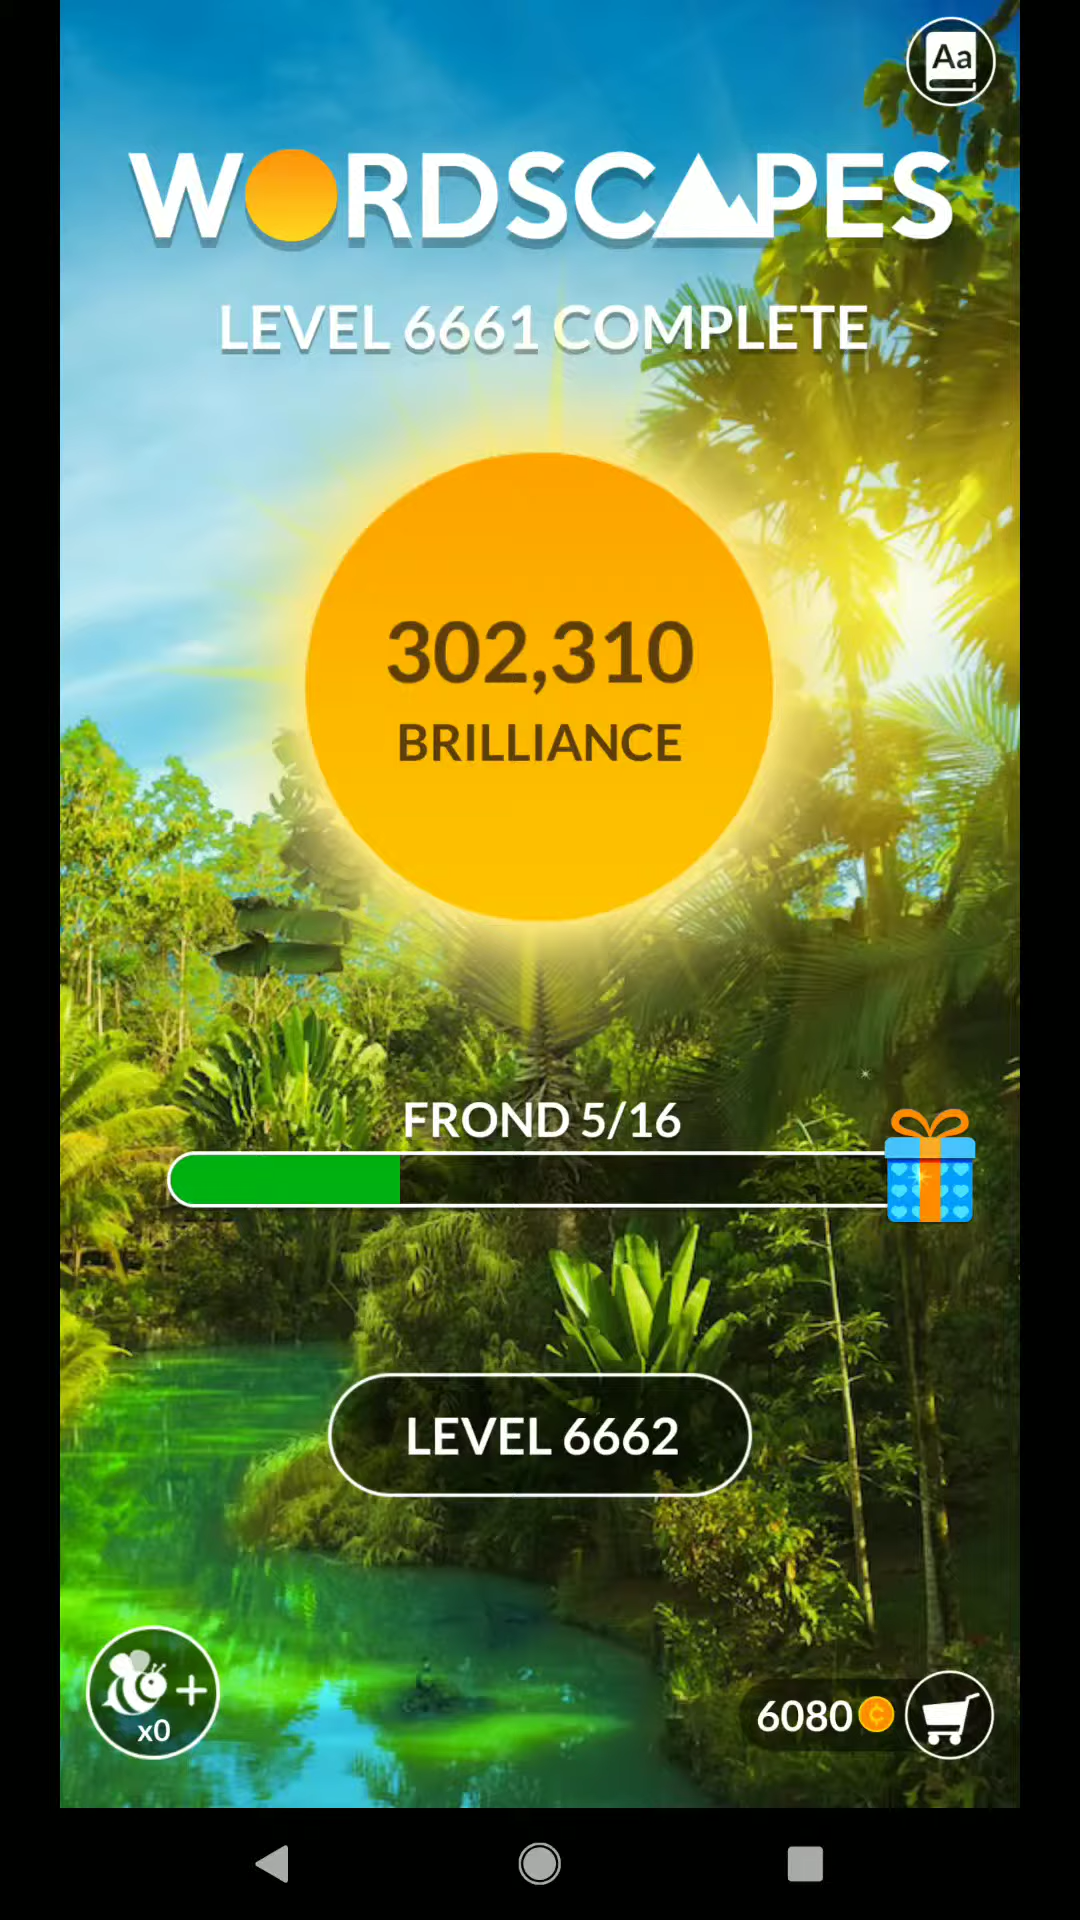 Aa
WORDSCAPES
LEVEL 6661 COMPLETE
302,310
BRILLIANCE
FROND 5/16
LEVEL 6662
x0
6080